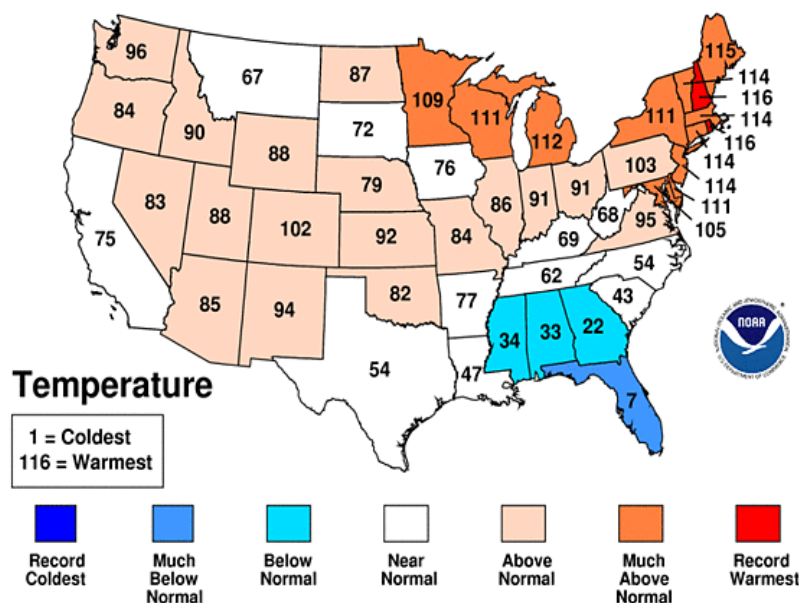 96
67
87
109
115
114
116
114
116
114
114
111
105
84
90
88
72
111
112
111
103
76
79
86
91
91
68
95
83
88
102
92
84
69
75
85
94
82
77
62
54
43
54
34
33
22
47
7
NOAA
Temperature
1 = Coldest
116 = Warmest
Record
Coldest
Much
Below
Normal
Below
Normal
Near
Normal
Above
Normal
Much
Above
Normal
Record
Warmest